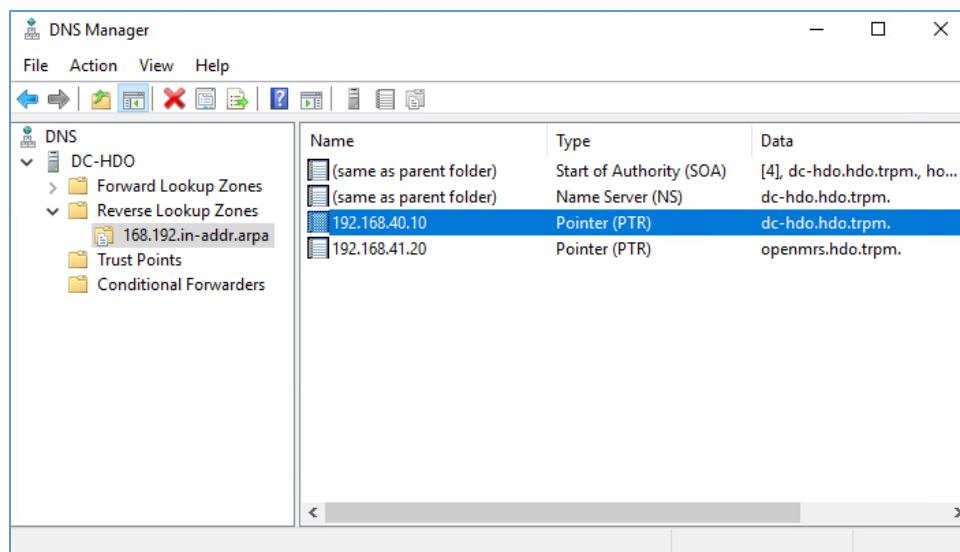 DNS Manager
File Action View Help
DNS
DC-HDO
Forward Lookup Zones
Reverse Lookup Zones
168.192.in-addr.arpa
Trust Points
Conditional Forwarders
Name Type Data
(same as parent folder) Start of Authority (SOA) [4], dc-hdo.hdo.trpm., ho...
(same as parent folder) Name Server (NS) dc-hdo.hdo.trpm.
192.168.40.10 Pointer (PTR) dc-hdo.hdo.trpm.
192.168.41.20 Pointer (PTR) openmrs.hdo.trpm.